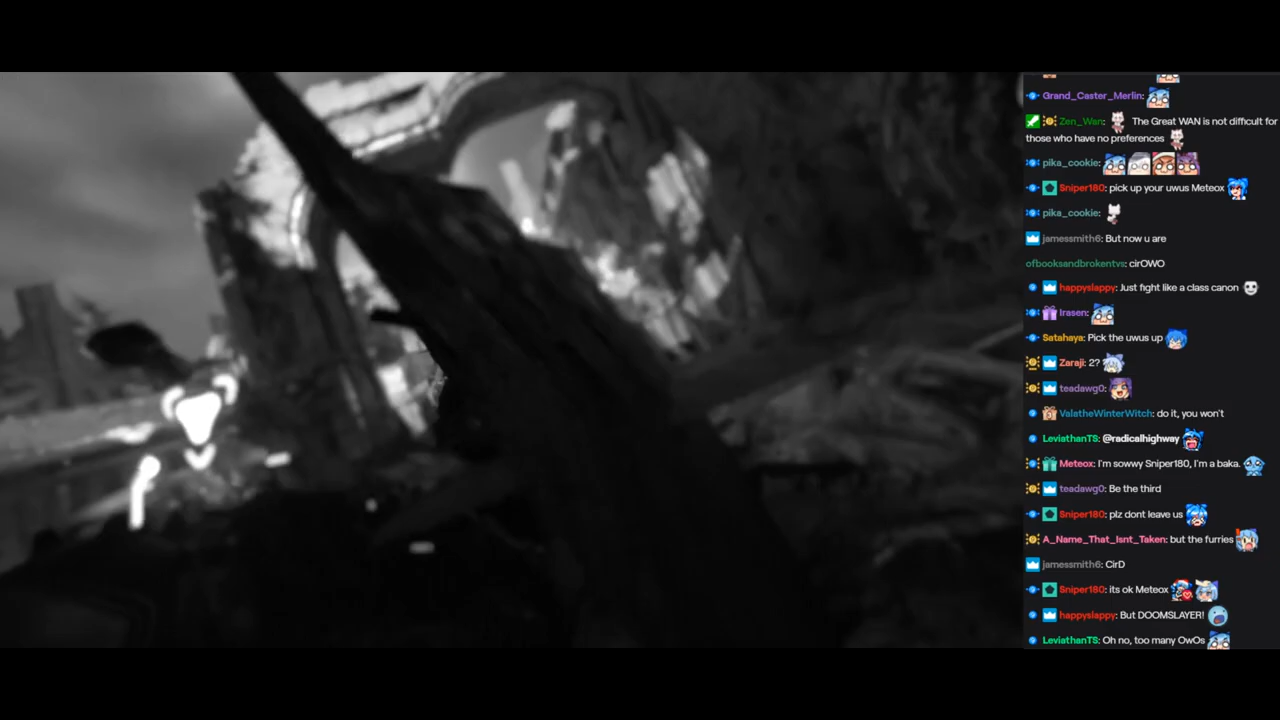 Grand_Caster_Merlin:
Zen_Wan: The Great WAN is not difficult for
those who have no preferences
pika_cookie:
Sniper180: pick up your uwus Meteox
pika_cookie:
jamessmith6: But now u are
ofbooksandbrokentvs: cirOWO
happyslappy: Just fight like a class canon
Irasen:
Satahaya: Pick the uwus up
Zaraji: 2?
teadawg0:
ValatheWinterWitch: do it, you won't
LeviathanTS: @radicalhighway
Meteox: I'm sowwy Sniper180, I'm a baka.
teadawg0: Be the third
Sniper180: plz dont leave us
A_Name_That_Isnt_Taken: but the furries
jamessmith6: CirD
Sniper180: its ok Meteox
happyslappy: But DOOMSLAYER!
LeviathanTS: Oh no, too many OwOs